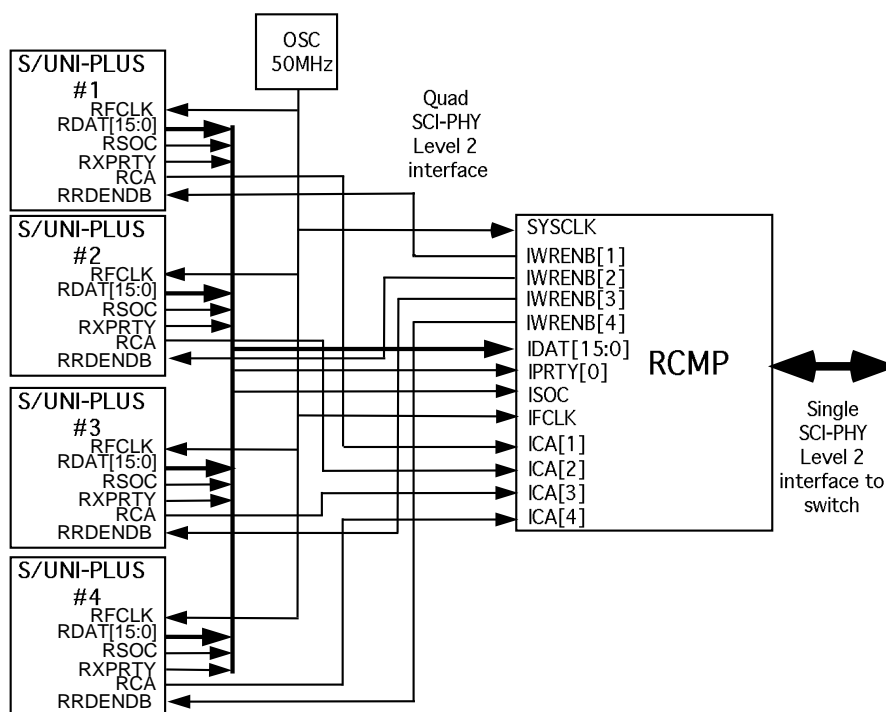 OSC
50MHz
S/UNI-PLUS
#1
RFCLK
RDAT[15:0]
RSOC
RXPRTY
RCA
RRDENDB
S/UNI-PLUS
#2
RFCLK
RDAT[15:0]
RSOC
RXPRTY
RCA
RRDENDB
S/UNI-PLUS
#3
RFCLK
RDAT[15:0]
RSOC
RXPRTY
RCA
RRDENDB
S/UNI-PLUS
#4
RFCLK
RDAT[15:0]
RSOC
RXPRTY
RCA
RRDENDB
Quad
SCI-PHY
Level 2
interface
SYSCLK
IWRENB[1]
IWRENB[2]
IWRENB[3]
IWRENB[4]
IDAT[15:0]
IPRTY[0]
ISOC
IFCLK
ICA[1]
ICA[2]
ICA[3]
ICA[4]
RCMP
Single
SCI-PHY
Level 2
interface to
switch